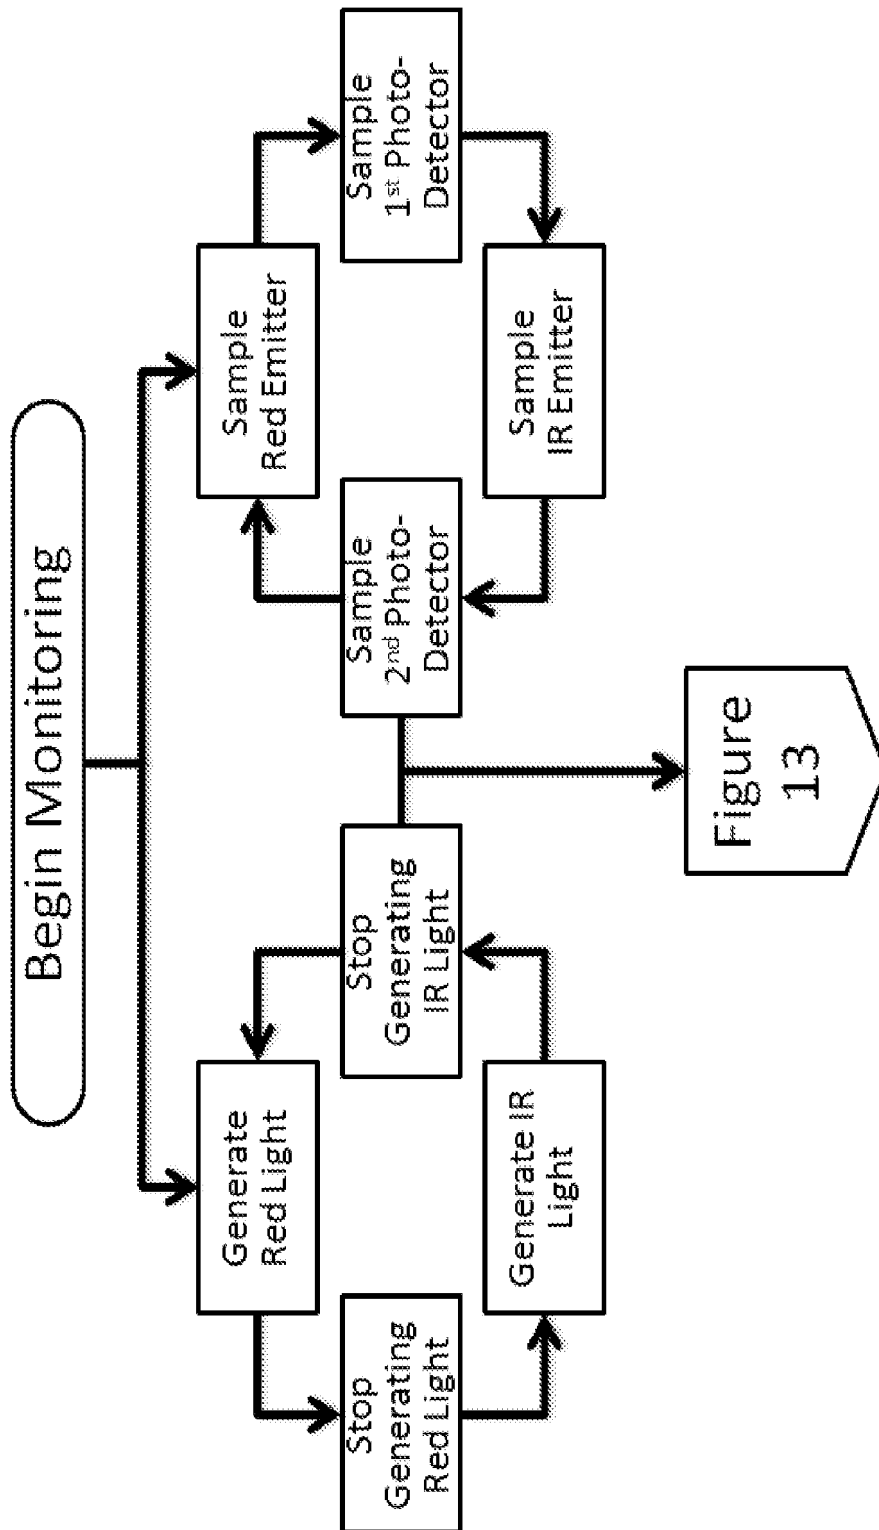 Begin Monitoring
Generate
Red Light
Stop
Generating
Red Light
Generate IR
Light
Stop
Generating
IR Light
Sample
Red Emitter
Sample
1st Photo-
Detector
Sample
IR Emitter
Sample
2nd Photo-
Detector
Figure
13